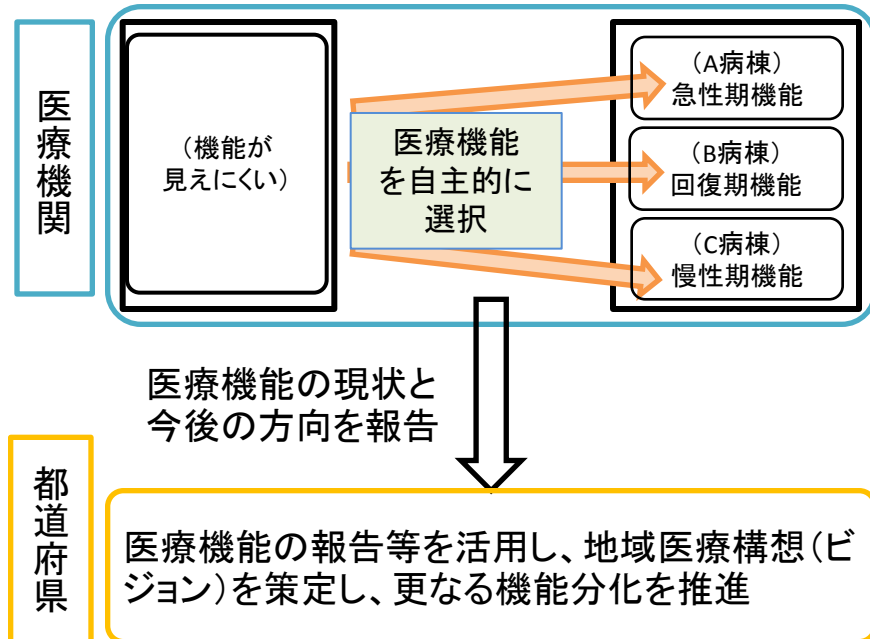 医療機関
(機能が
見えにくい)
医療機能
を自主的に
選択
(A病棟)
急性期機能
(B病棟)
回復期機能
(C病棟)
慢性期機能
医療機能の現状と
今後の方向を報告
都道府県
医療機能の報告等を活用し、地域医療構想(ビ
ジョン)を策定し、更なる機能分化を推進